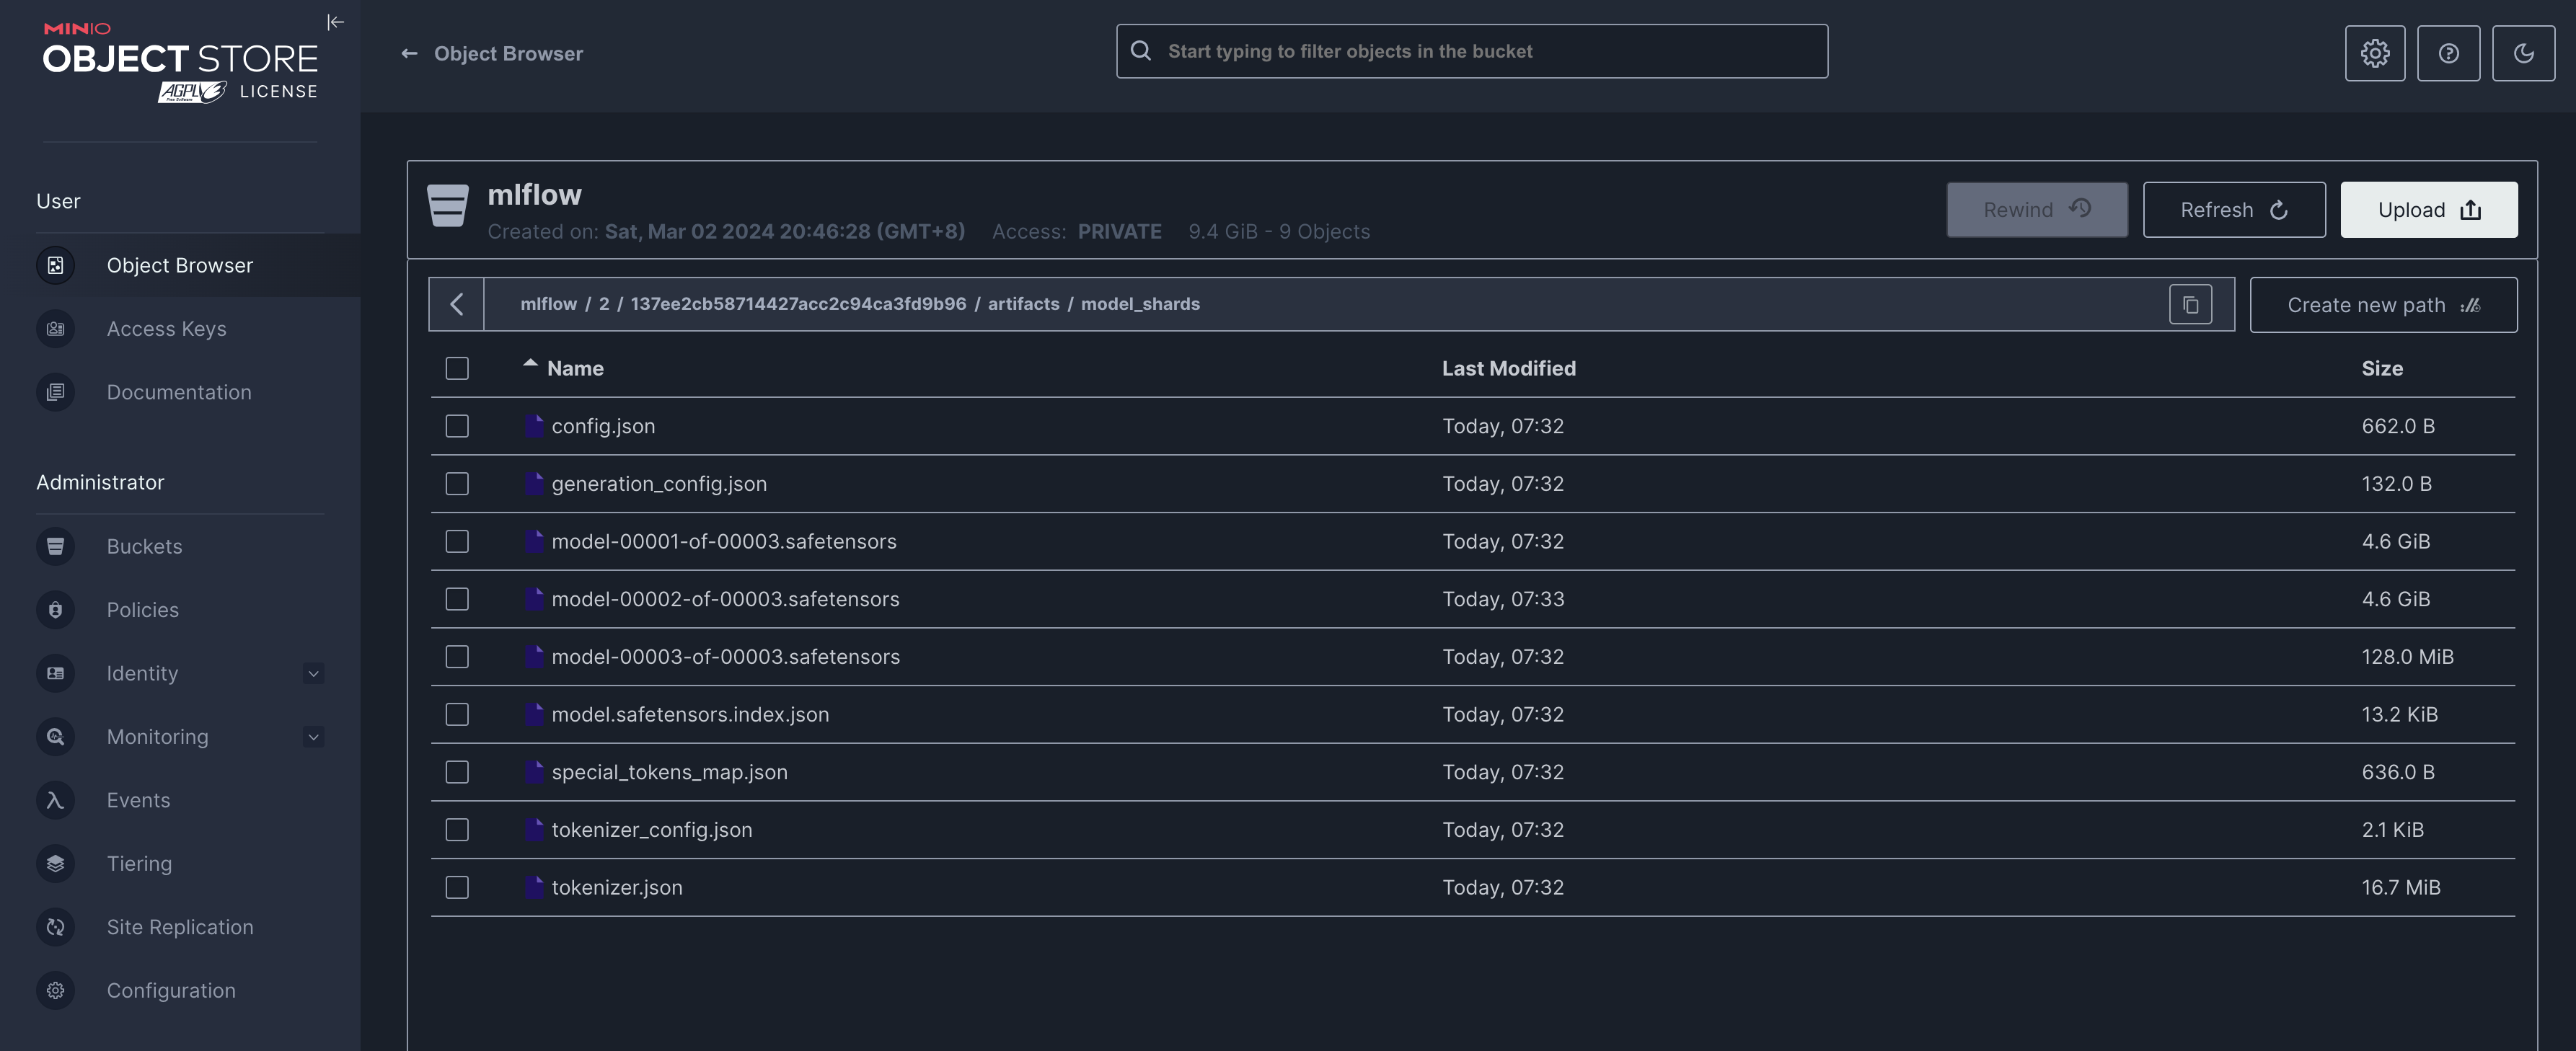 MINIO
OBJECT STORE
AGPL v3 Free Software LICENSE
User
Object Browser
Access Keys
Documentation
Administrator
Buckets
Policies
Identity
Monitoring
Events
Tiering
Site Replication
Configuration
Object Browser
Start typing to filter objects in the bucket
mlflow
Created on: Sat, Mar 02 2024 20:46:28 (GMT+8) Access: PRIVATE 9.4 GiB - 9 Objects
Rewind Refresh Upload
mlflow / 2 / 137ee2cb58714427acc2c94ca3fd9b96 / artifacts / model_shards
Create new path
Name Last Modified Size
config.json Today, 07:32 662.0 B
generation_config.json Today, 07:32 132.0 B
model-00001-of-00003.safetensors Today, 07:32 4.6 GiB
model-00002-of-00003.safetensors Today, 07:33 4.6 GiB
model-00003-of-00003.safetensors Today, 07:32 128.0 MiB
model.safetensors.index.json Today, 07:32 13.2 KiB
special_tokens_map.json Today, 07:32 636.0 B
tokenizer_config.json Today, 07:32 2.1 KiB
tokenizer.json Today, 07:32 16.7 MiB